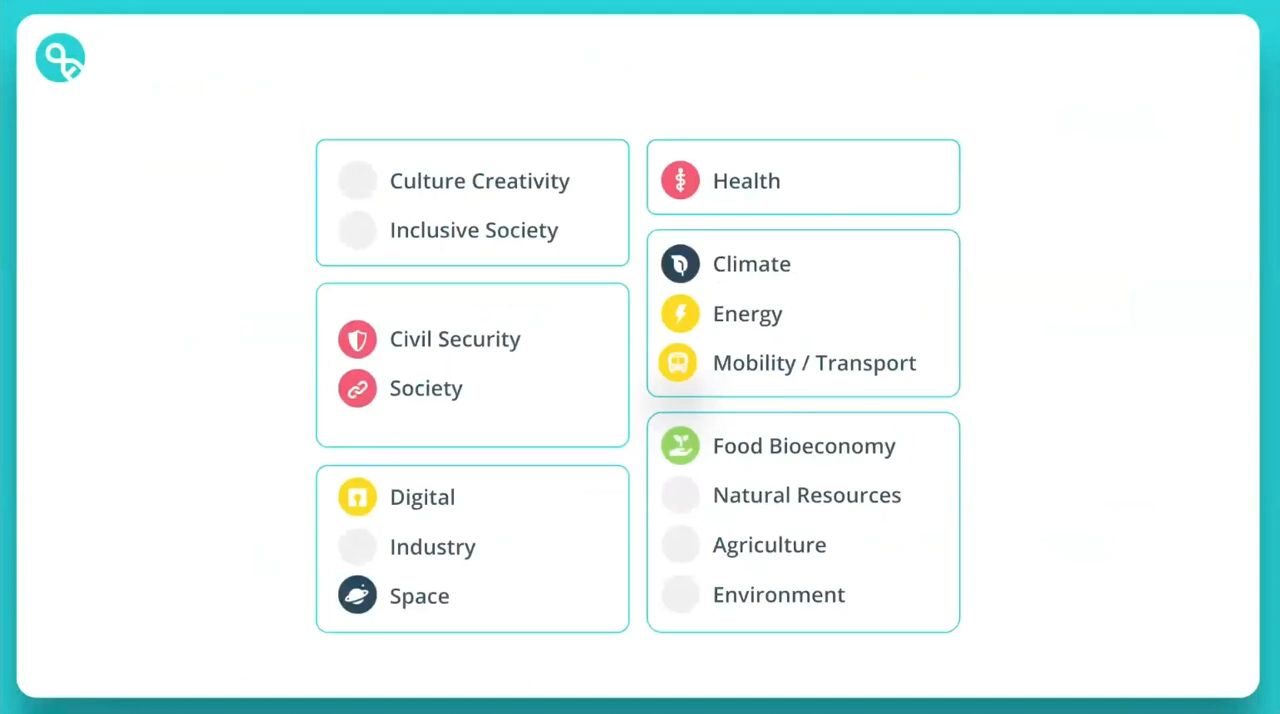 Culture Creativity
Inclusive Society
Civil Security
Society
Digital
Industry
Space
Health
Climate
Energy
Mobility / Transport
Food Bioeconomy
Natural Resources
Agriculture
Environment